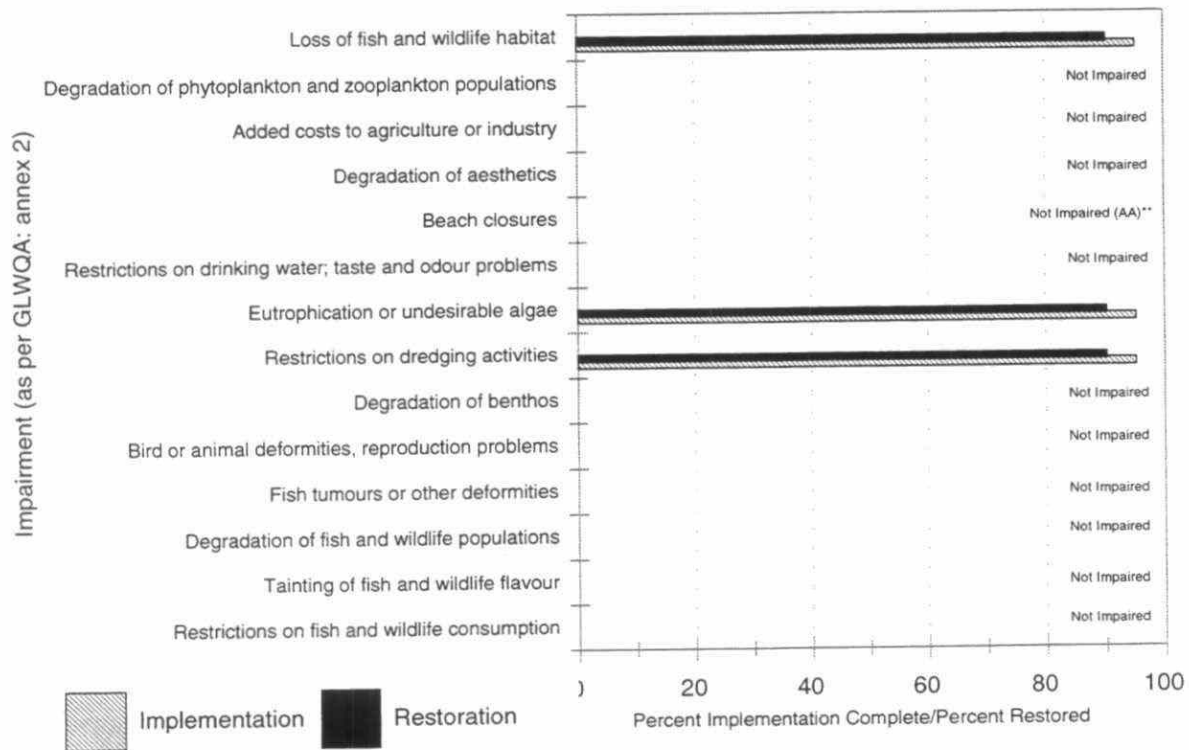 Impairment (as per GLWQA: annex 2)
Loss of fish and wildlife habitat
Degradation of phytoplankton and zooplankton populations Not Impaired
Added costs to agriculture or industry Not Impaired
Degradation of aesthetics Not Impaired
Beach closures Not Impaired (AA)**
Restrictions on drinking water; taste and odour problems Not Impaired
Eutrophication or undesirable algae
Restrictions on dredging activities
Degradation of benthos Not Impaired
Bird or animal deformities, reproduction problems Not Impaired
Fish tumours or other deformities Not Impaired
Degradation of fish and wildlife populations Not Impaired
Tainting of fish and wildlife flavour Not Impaired
Restrictions on fish and wildlife consumption Not Impaired
0 20 40 60 80 100
Percent Implementation Complete/Percent Restored
Implementation Restoration